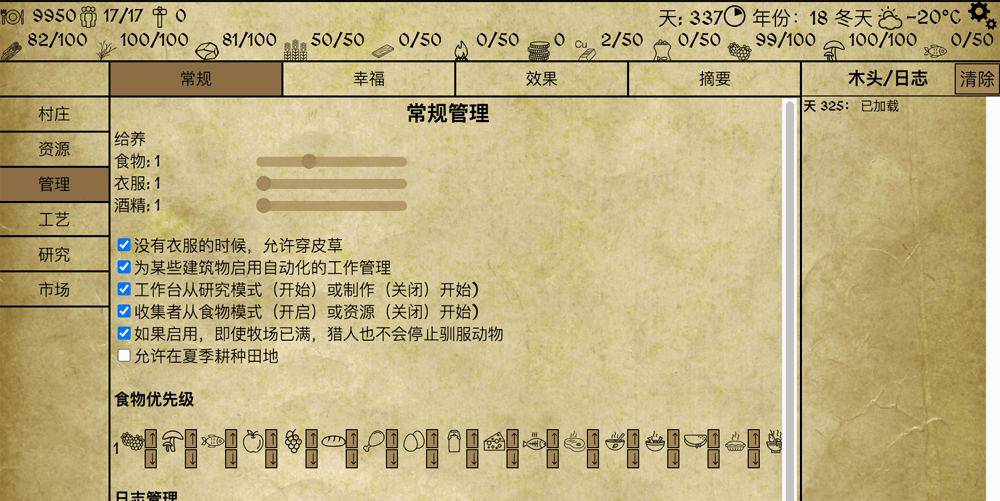 9950 17/17 0 天: 337 年份: 18 冬天 -20°C
82/100 100/100 81/100 50/50 0/50 0/50 0 Cu 2/50 0/50 99/100 100/100 0/50
常规 幸福 效果 摘要 木头/日志 清除
村庄
资源
管理
工艺
研究
市场
常规管理
给养
食物: 1
衣服: 1
酒精: 1
没有衣服的时候，允许穿皮草
为某些建筑物启用自动化的工作管理
工作台从研究模式（开始）或制作（关闭）开始)
收集者从食物模式（开启）或资源（关闭）开始)
如果启用，即使牧场已满，猎人也不会停止驯服动物
允许在夏季耕种田地
食物优先级
1
日志管理
天 325: 已加载